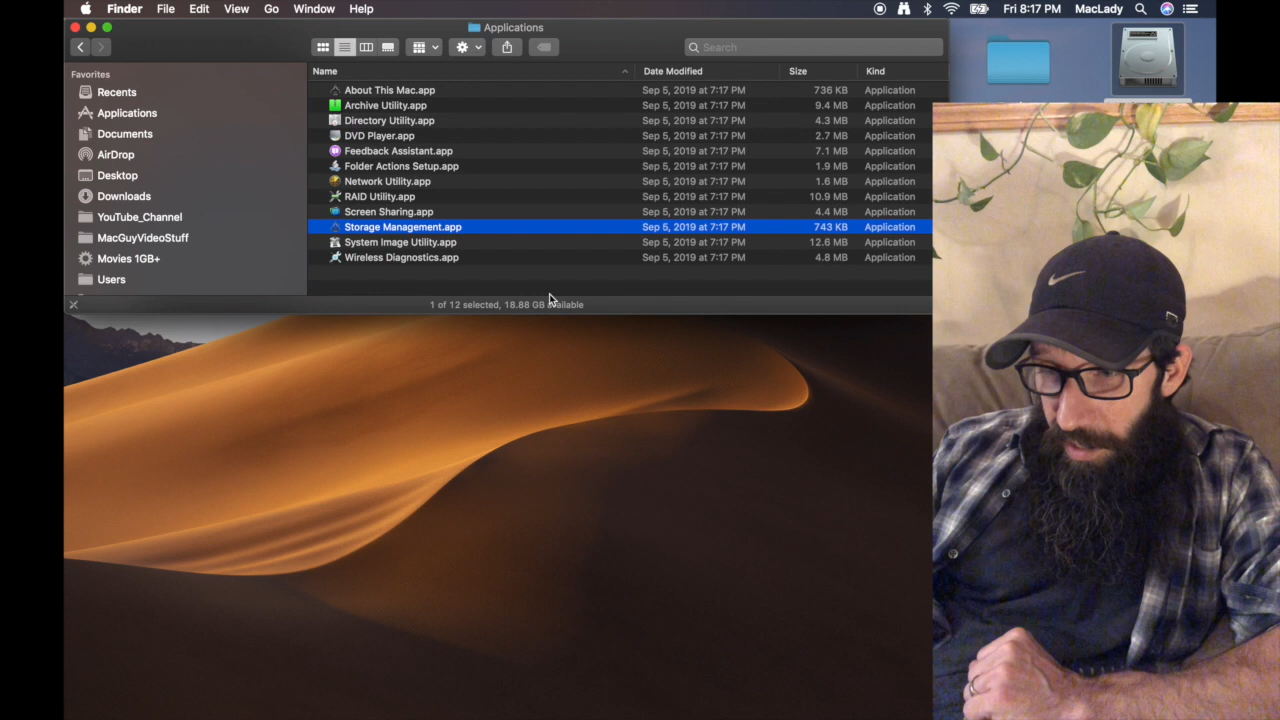 Finder File Edit View Go Window Help Fri 8:17 PM MacLady
Applications
Search
Favorites
Recents
Applications
Documents
AirDrop
Desktop
Downloads
YouTube_Channel
MacGuyVideoStuff
Movies 1GB+
Users
Name Date Modified Size Kind
About This Mac.app Sep 5, 2019 at 7:17 PM 736 KB Application
Archive Utility.app Sep 5, 2019 at 7:17 PM 9.4 MB Application
Directory Utility.app Sep 5, 2019 at 7:17 PM 4.3 MB Application
DVD Player.app Sep 5, 2019 at 7:17 PM 2.7 MB Application
Feedback Assistant.app Sep 5, 2019 at 7:17 PM 7.1 MB Application
Folder Actions Setup.app Sep 5, 2019 at 7:17 PM 1.9 MB Application
Network Utility.app Sep 5, 2019 at 7:17 PM 1.6 MB Application
RAID Utility.app Sep 5, 2019 at 7:17 PM 10.9 MB Application
Screen Sharing.app Sep 5, 2019 at 7:17 PM 4.4 MB Application
Storage Management.app Sep 5, 2019 at 7:17 PM 743 KB Application
System Image Utility.app Sep 5, 2019 at 7:17 PM 12.6 MB Application
Wireless Diagnostics.app Sep 5, 2019 at 7:17 PM 4.8 MB Application
1 of 12 selected, 18.88 GB available